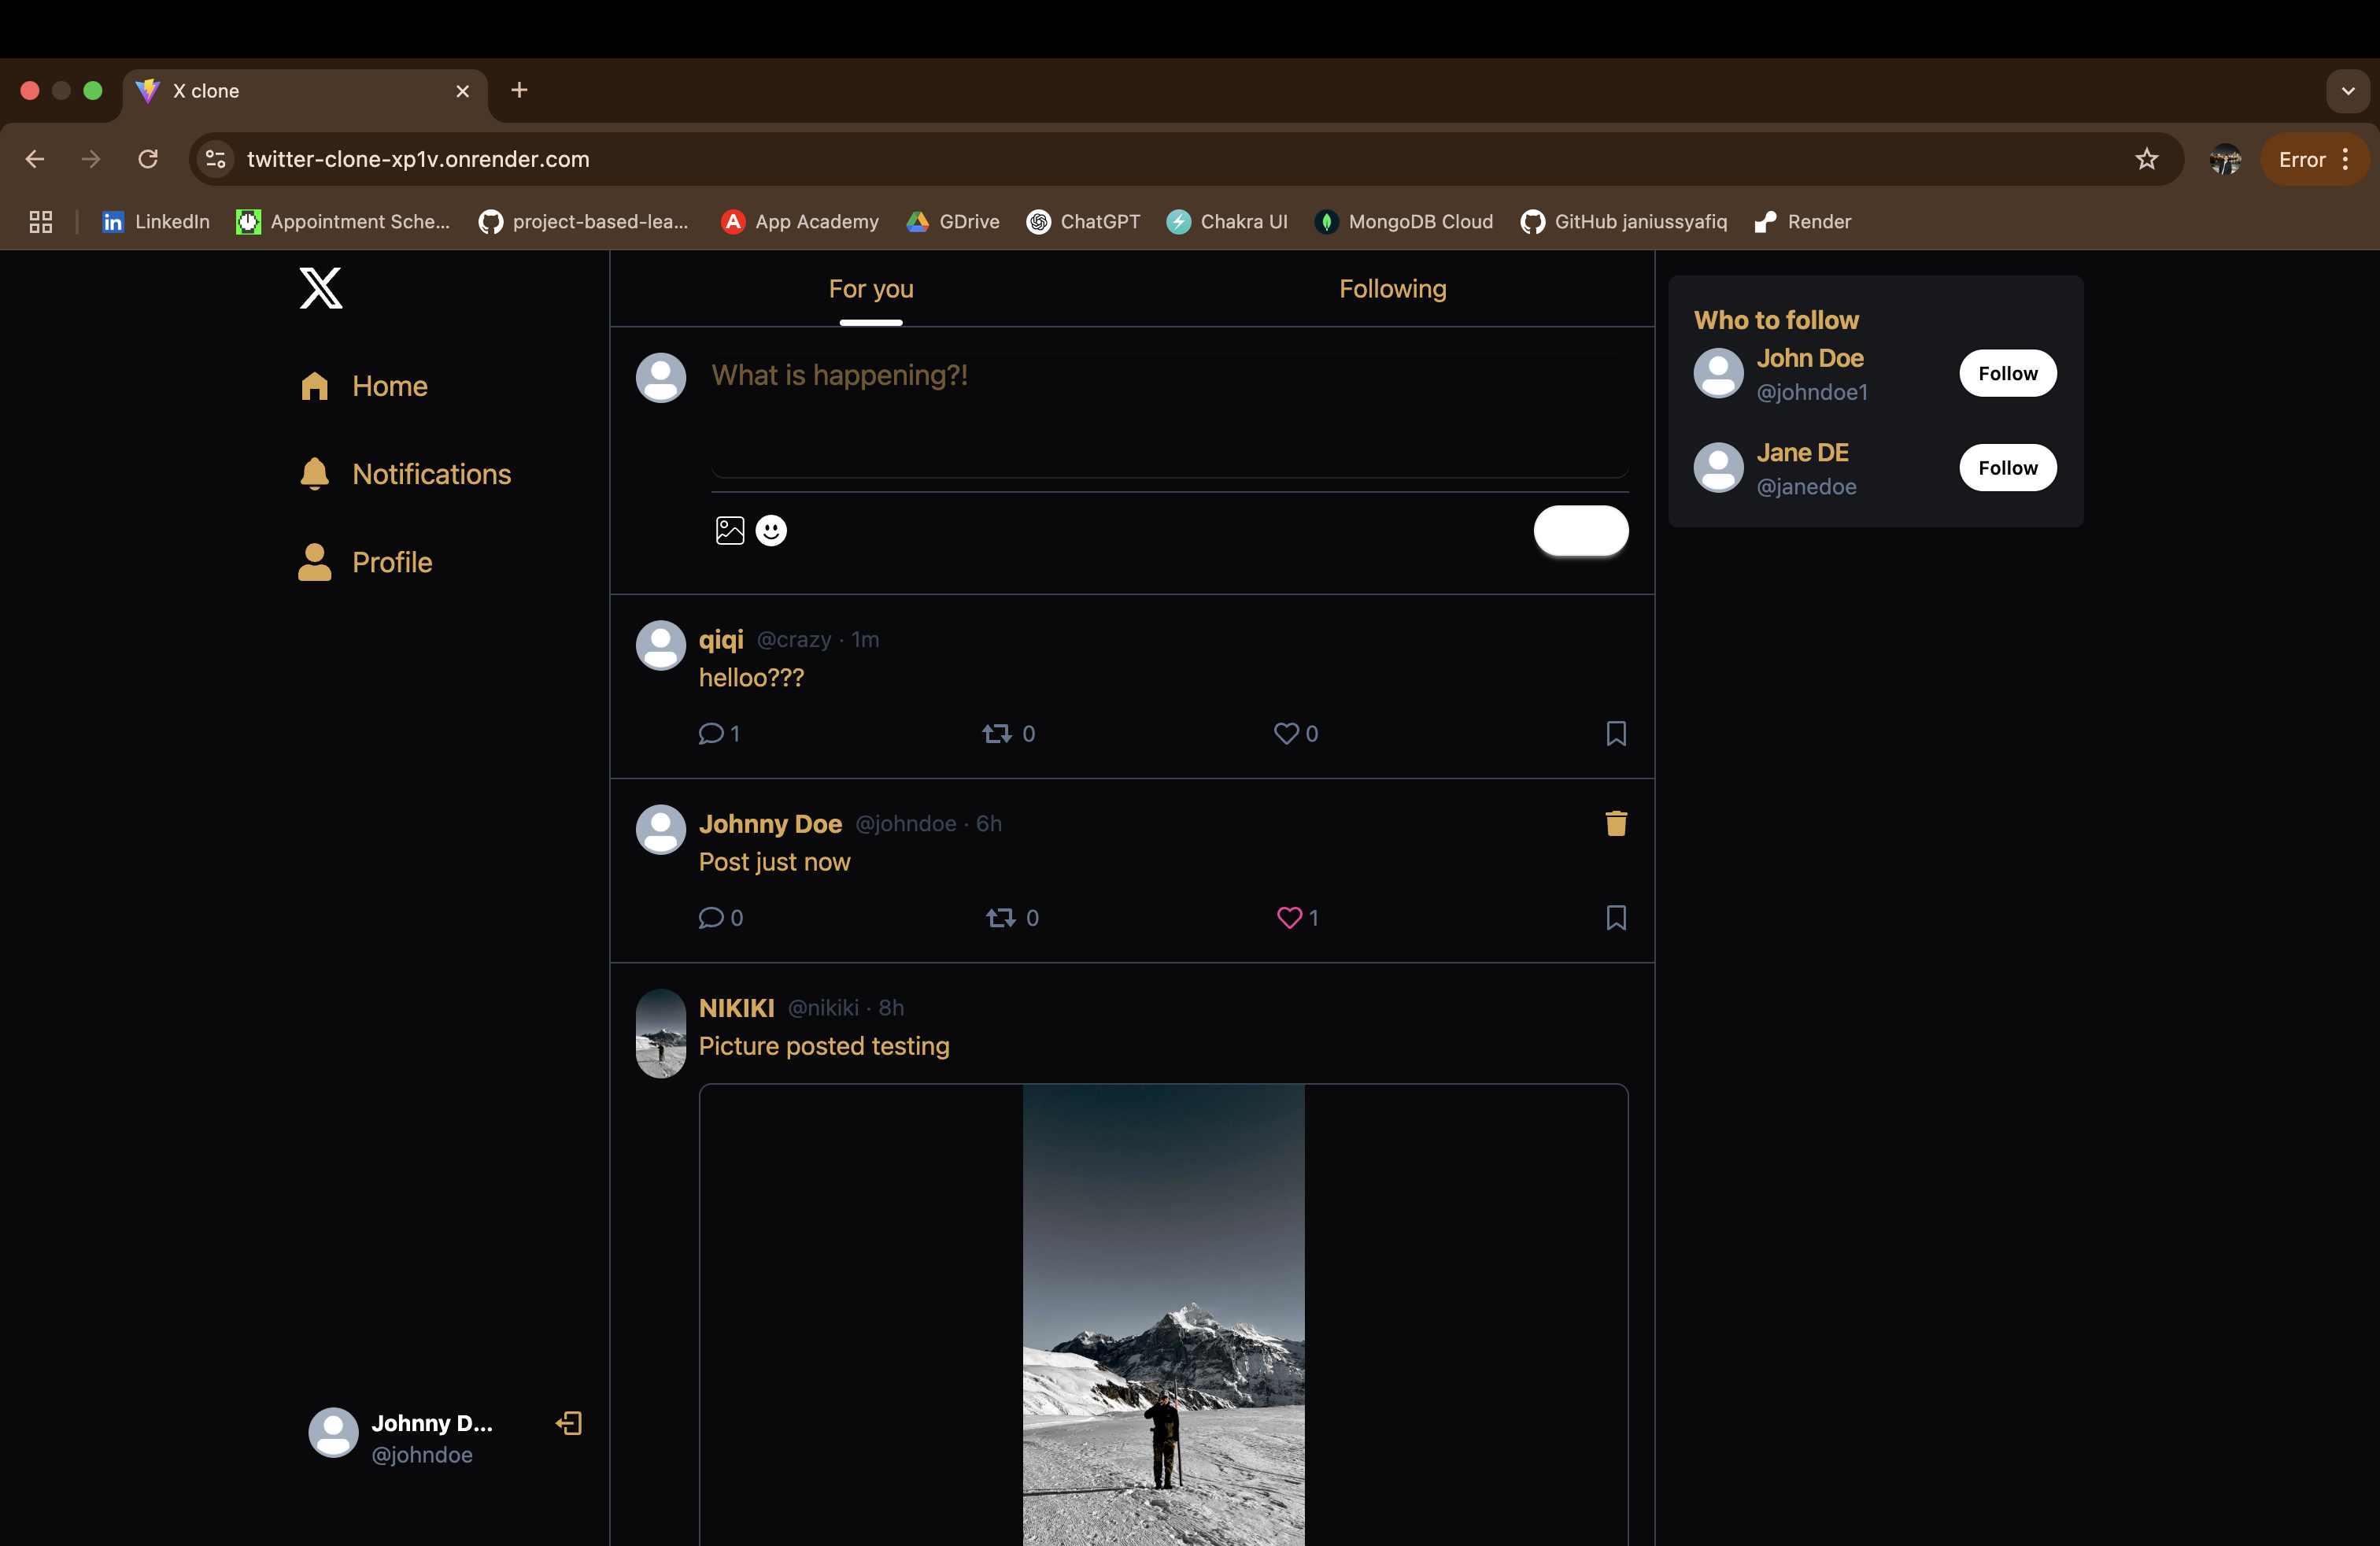 X clone
twitter-clone-xp1v.onrender.com
Error
LinkedIn
Appointment Sche...
project-based-lea...
App Academy
GDrive
ChatGPT
Chakra UI
MongoDB Cloud
GitHub janiussyafiq
Render
Home
Notifications
Profile
Johnny D...
@johndoe
For you
Following
What is happening?!
qiqi @crazy · 1m
helloo???
1 0 0
Johnny Doe @johndoe · 6h
Post just now
0 0 1
NIKIKI @nikiki · 8h
Picture posted testing
Who to follow
John Doe
@johndoe1
Follow
Jane DE
@janedoe
Follow